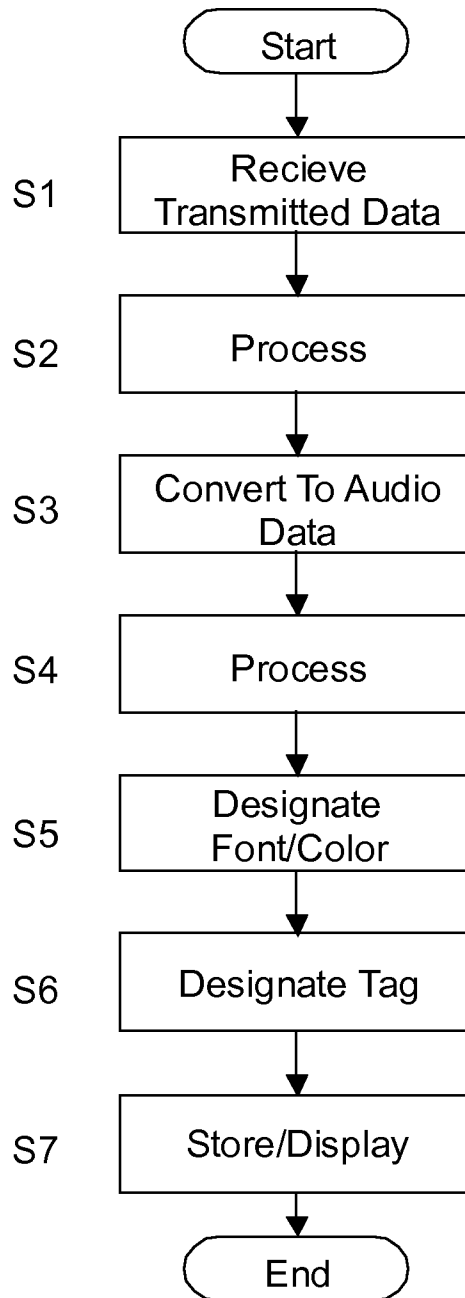 Start
S1
Recieve
Transmitted Data
S2
Process
S3
Convert To Audio
Data
S4
Process
S5
Designate
Font/Color
S6
Designate Tag
S7
Store/Display
End